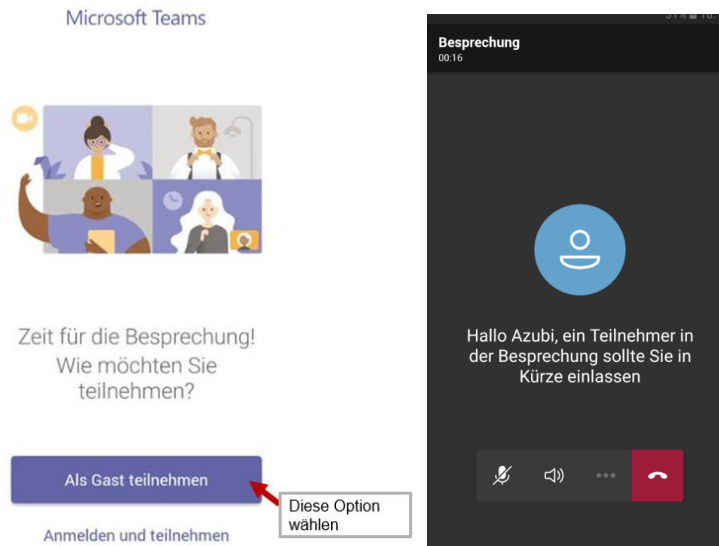 Microsoft Teams
Zeit für die Besprechung!
Wie möchten Sie
teilnehmen?
Als Gast teilnehmen
Diese Option
wählen
Anmelden und teilnehmen
Besprechung
00:16
Hallo Azubi, ein Teilnehmer in
der Besprechung sollte Sie in
Kürze einlassen